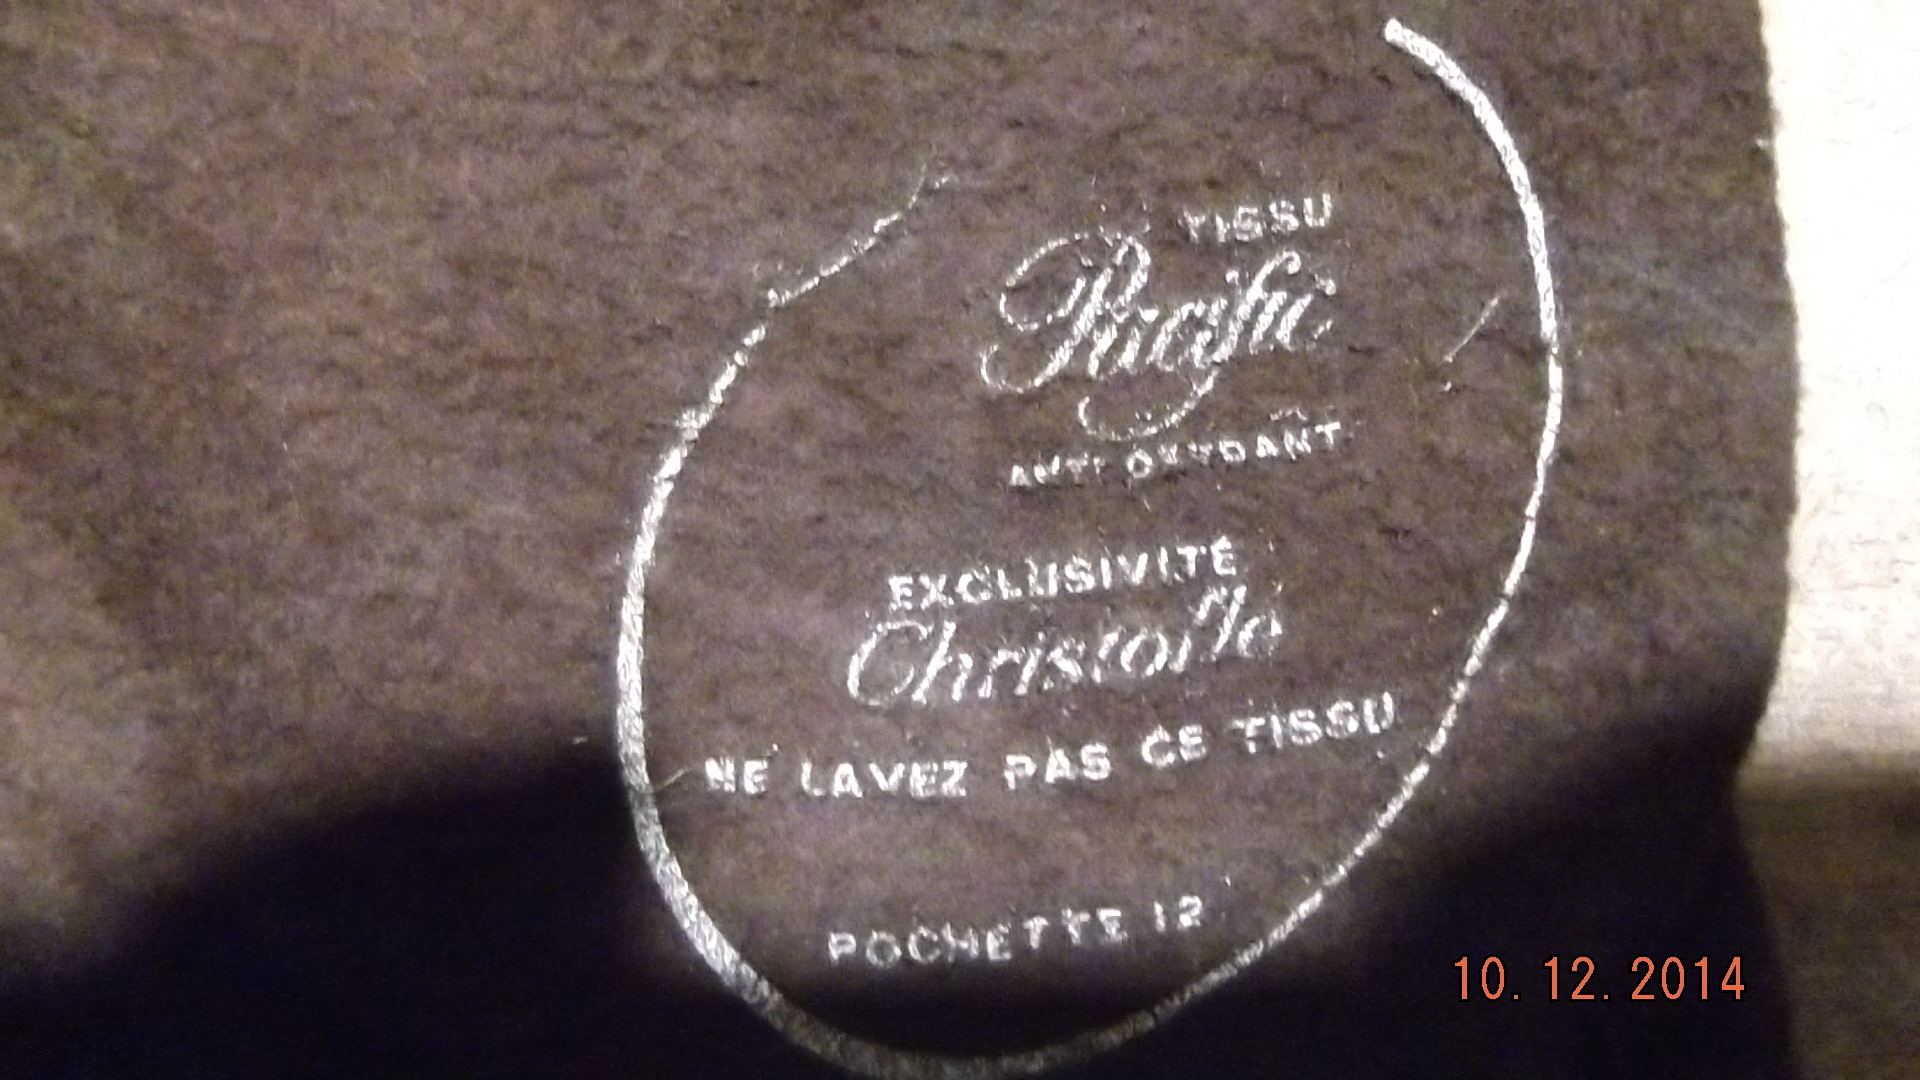 TISSU
Pacific
ANTI OXYDANT
EXCLUSIVITÉ
Christofle
NE LAVEZ PAS CE TISSU
POCHETTE 12
10.12.2014